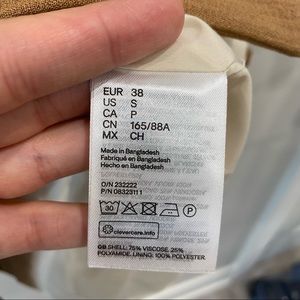 EUR 38
US S
CA P
CN 165/88A
MX CH
Made in Bangladesh
Fabriqué en Bangladesh
Hecho en Bangladesh
O/N 232222
P/N 08323111
30
P
clevercare.info
GB SHELL: 75% VISCOSE. 25%
POLYAMIDE. LINING: 100% POLYESTER